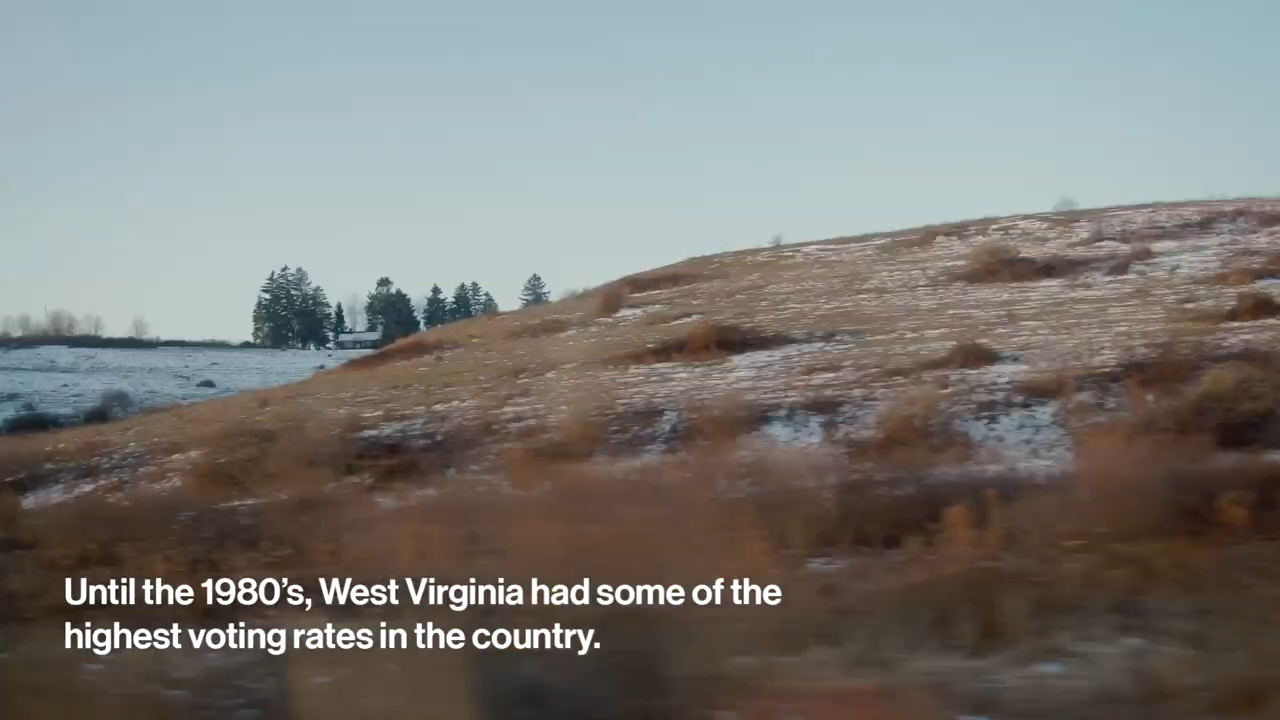 Until the 1980’s, West Virginia had some of the
highest voting rates in the country.